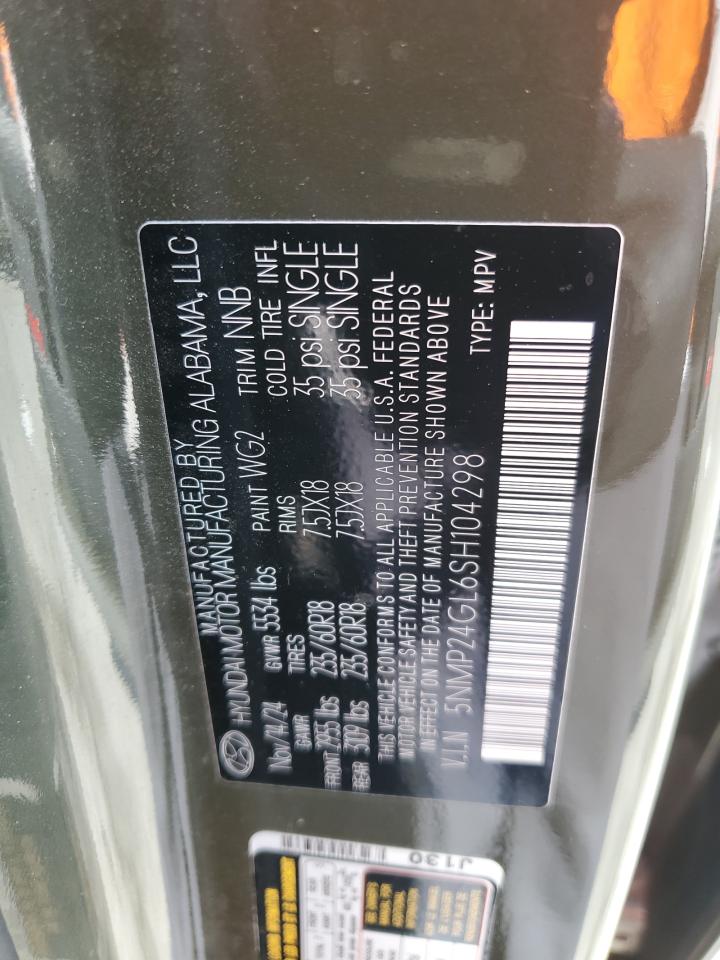 MANUFACTURED BY
HYUNDAI MOTOR MANUFACTURING ALABAMA, LLC
Nov/4/24 GVWR 5534 lbs PAINT WG2 TRIM NNB
GAWR TIRES RIMS COLD TIRE INFL
FRONT 2955 lbs 235/60R18 7.5JX18 35 psi SINGLE
REAR 3109 lbs 235/60R18 7.5JX18 35 psi SINGLE
THIS VEHICLE CONFORMS TO ALL APPLICABLE U.S.A. FEDERAL
MOTOR VEHICLE SAFETY AND THEFT PREVENTION STANDARDS
IN EFFECT ON THE DATE OF MANUFACTURE SHOWN ABOVE
V.I.N 5NMP24GL6SH104298 TYPE: MPV
J130